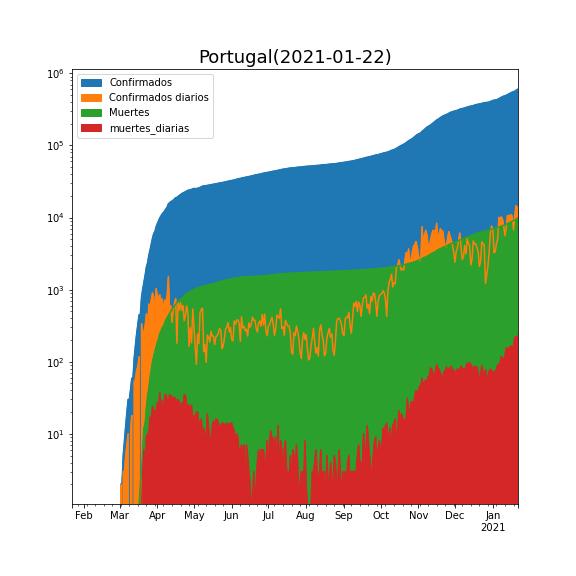 Portugal(2021-01-22)
Confirmados
Confirmados diarios
Muertes
muertes_diarias
10⁶
10⁵
10⁴
10³
10²
10¹
Feb Mar Apr May Jun Jul Aug Sep Oct Nov Dec Jan
2021